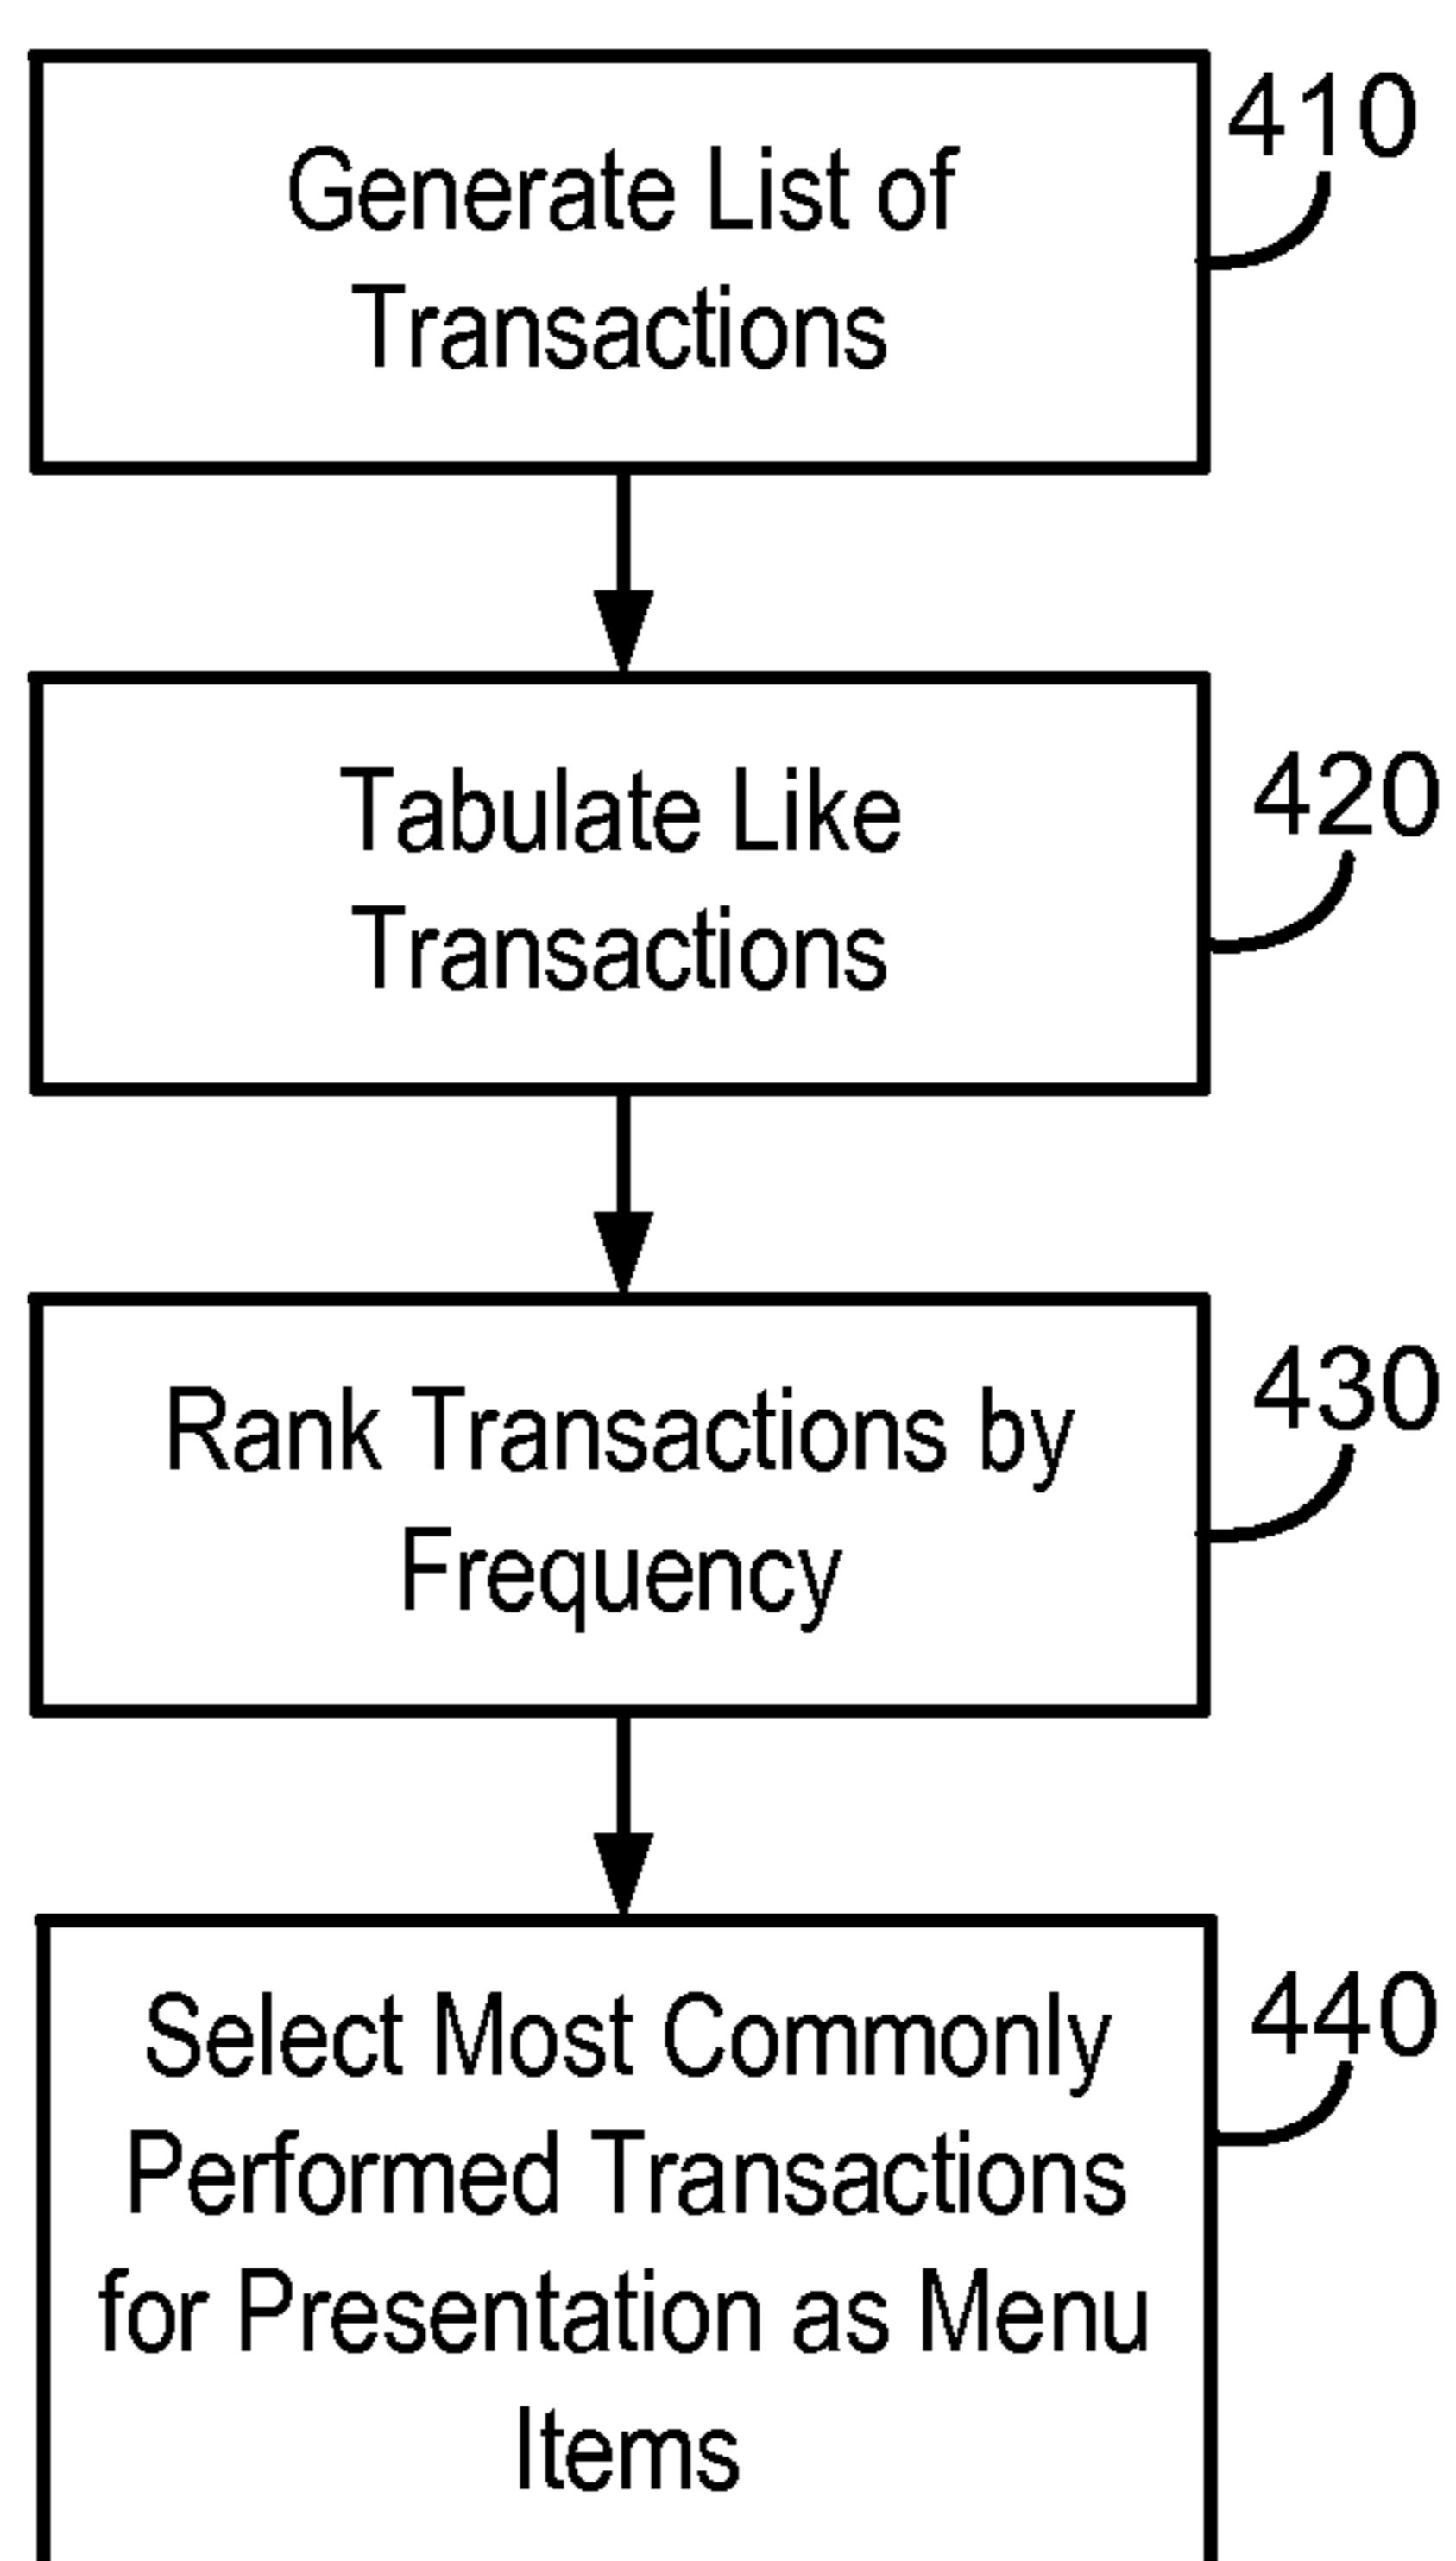 410
Generate List of
Transactions
420
Tabulate Like
Transactions
430
Rank Transactions by
Frequency
440
Select Most Commonly
Performed Transactions
for Presentation as Menu
Items